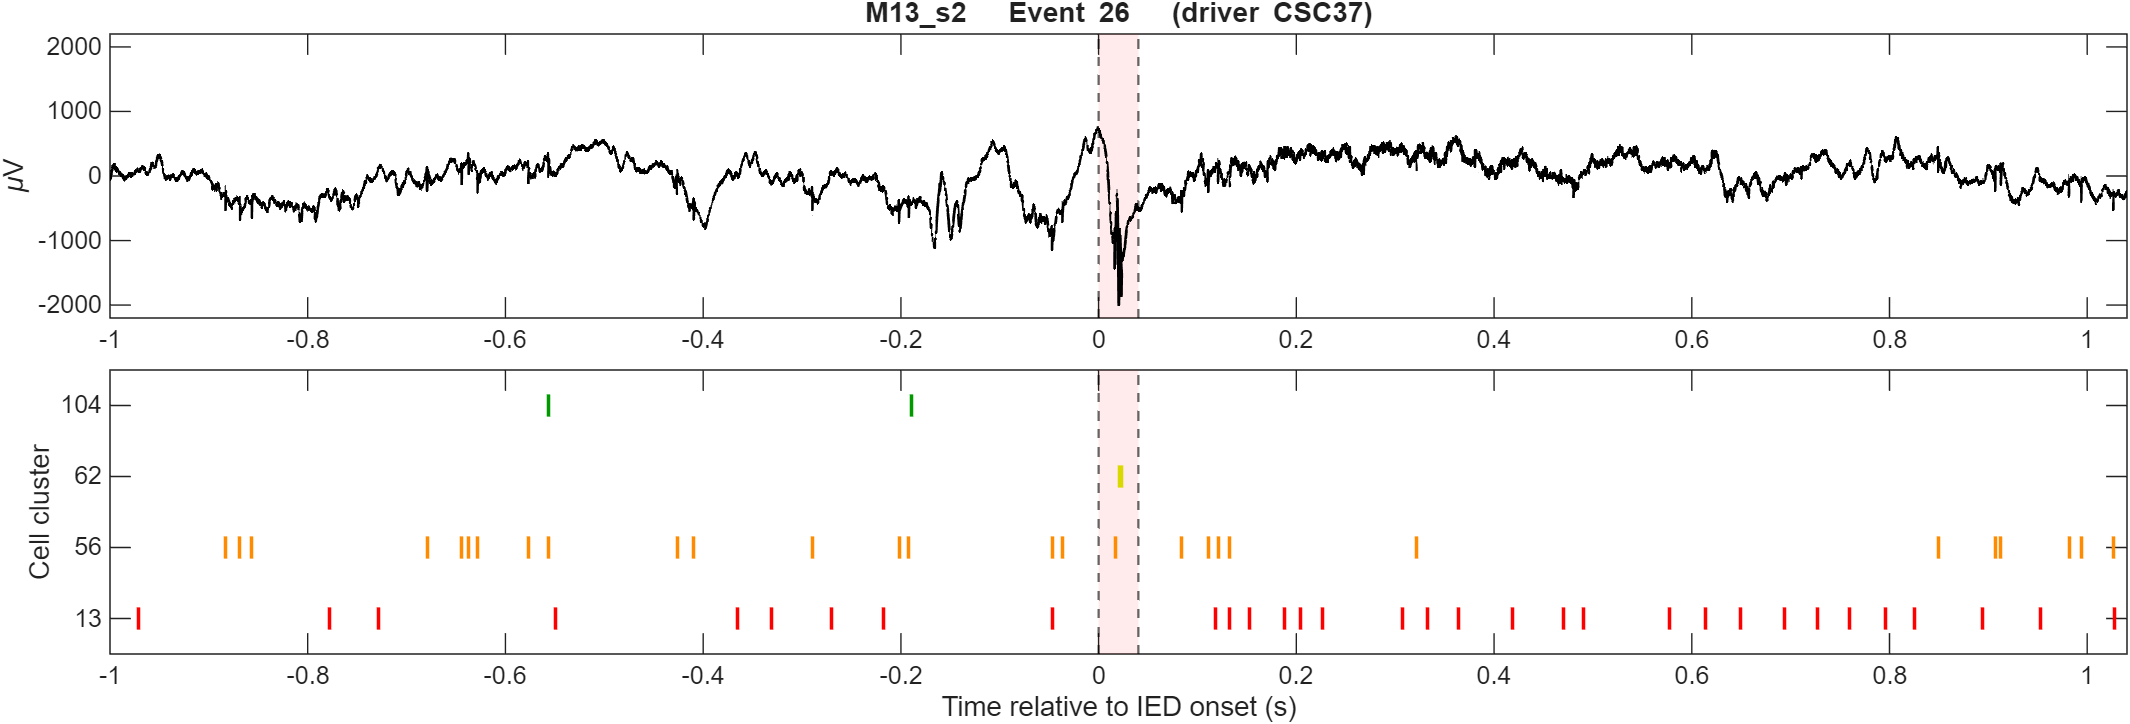 M13_s2 Event 26 (driver CSC37)
2000
1000
0
-1000
-2000
µV
-1 -0.8 -0.6 -0.4 -0.2 0 0.2 0.4 0.6 0.8 1
104
62
56
13
Cell cluster
-1 -0.8 -0.6 -0.4 -0.2 0 0.2 0.4 0.6 0.8 1
Time relative to IED onset (s)